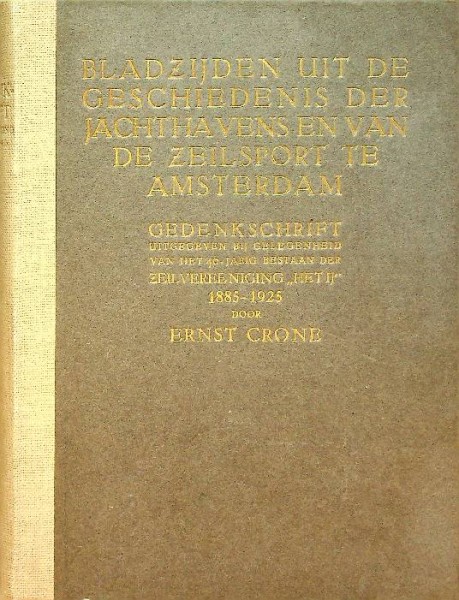 BLADZIJDEN UIT DE
GESCHIEDENIS DER
JACHTHAVENS EN VAN
DE ZEILSPORT TE
AMSTERDAM
GEDENKSCHRIFT
UITGEGEVEN BIJ GELEGENHEID
VAN HET 40-JARIG BESTAAN DER
ZEILVEREENIGING „HET IJ”
1885-1925
DOOR
ERNST CRONE